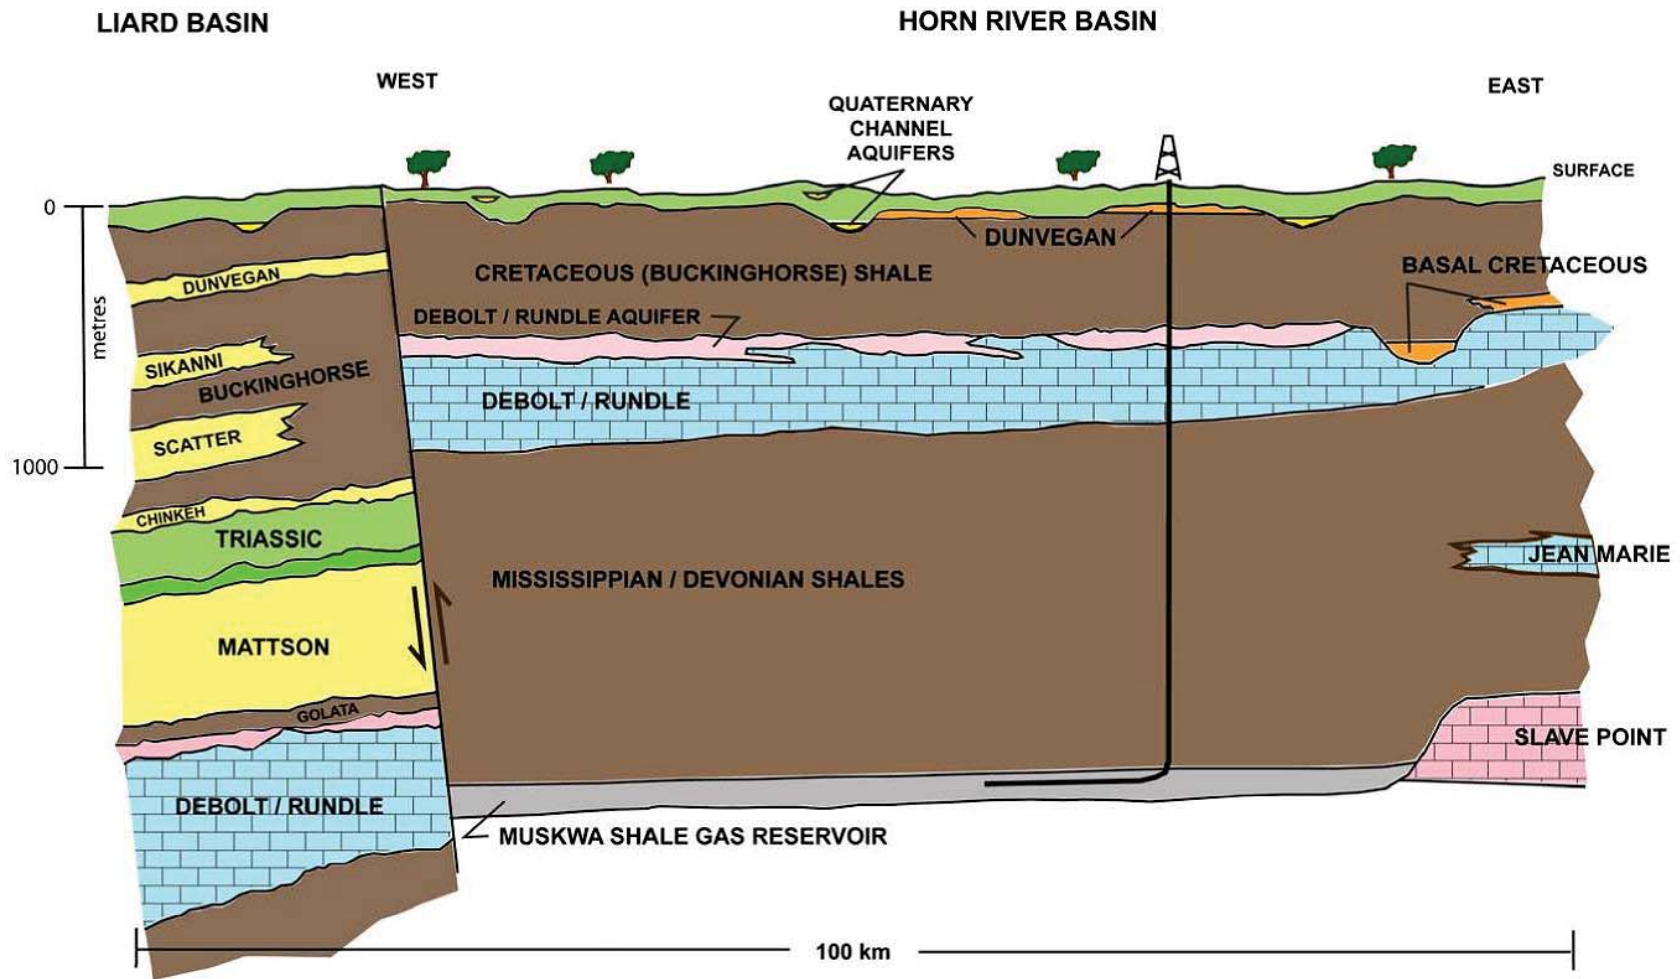 LIARD BASIN
HORN RIVER BASIN
WEST
EAST
QUATERNARY
CHANNEL
AQUIFERS
SURFACE
0
metres
1000
DUNVEGAN
DUNVEGAN
CRETACEOUS (BUCKINGHORSE) SHALE
BASAL CRETACEOUS
DEBOLT / RUNDLE AQUIFER
SIKANNI
BUCKINGHORSE
DEBOLT / RUNDLE
SCATTER
CHINKEH
TRIASSIC
MISSISSIPPIAN / DEVONIAN SHALES
JEAN MARIE
MATTSON
GOLATA
SLAVE POINT
DEBOLT / RUNDLE
MUSKWA SHALE GAS RESERVOIR
100 km